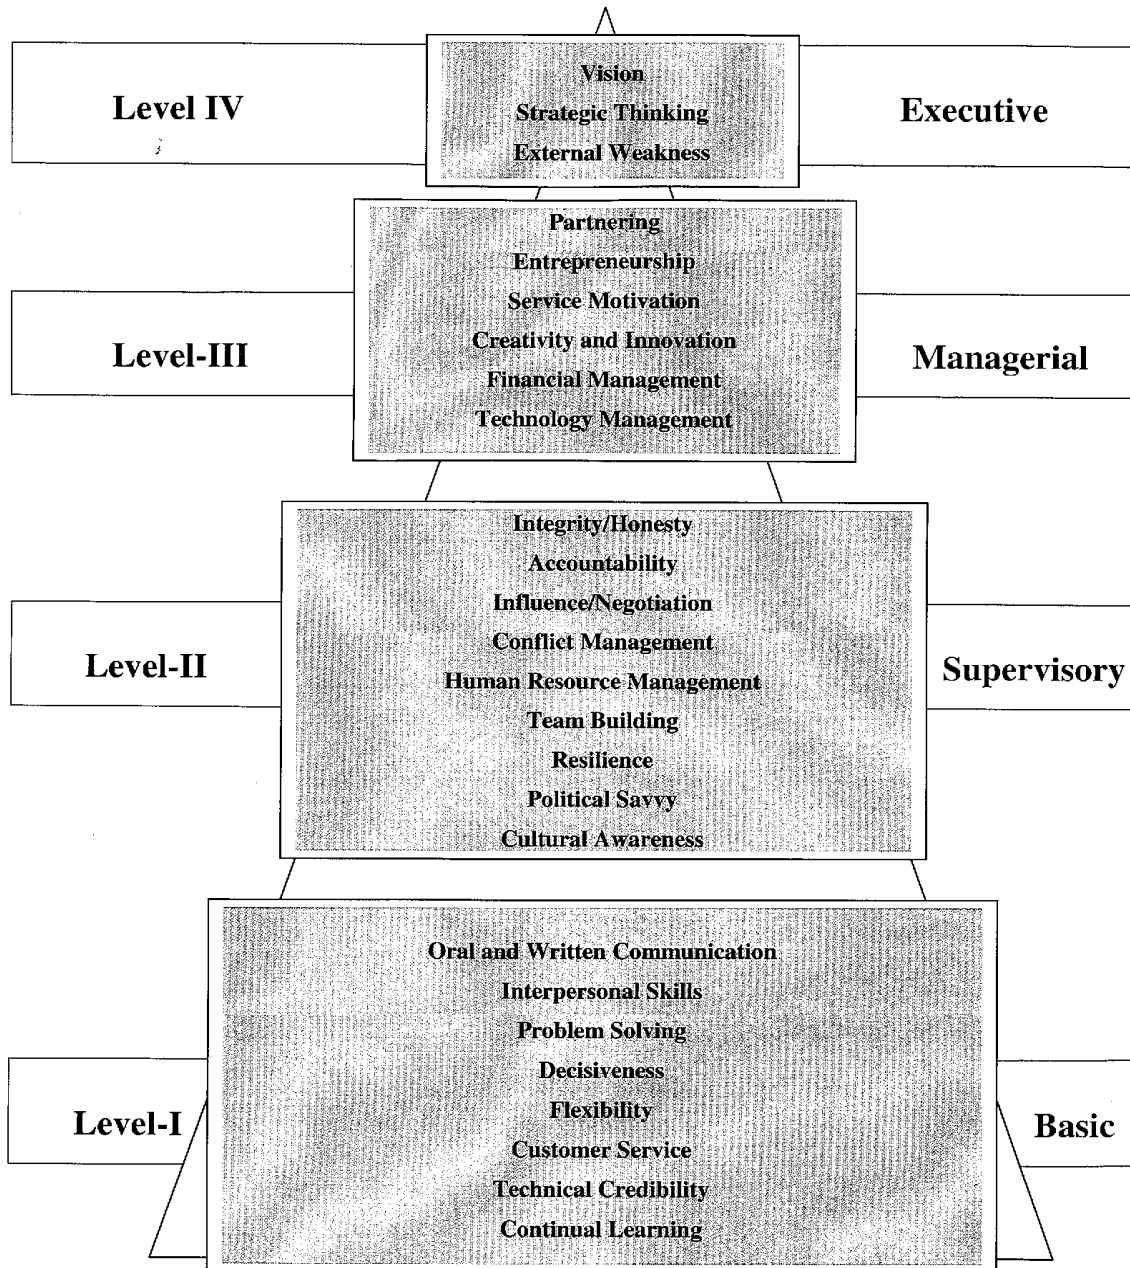 Vision
Level IV
Strategic Thinking
Executive
External Weakness
Partnering
Entrepreneurship
Service Motivation
Level-III
Creativity and Innovation
Managerial
Financial Management
Technology Management
Integrity/Honesty
Accountability
Influence/Negotiation
Conflict Management
Level-II
Human Resource Management
Supervisory
Team Building
Resilience
Political Savvy
Cultural Awareness
Oral and Written Communication
Interpersonal Skills
Problem Solving
Decisiveness
Flexibility
Level-I
Customer Service
Basic
Technical Credibility
Continual Learning